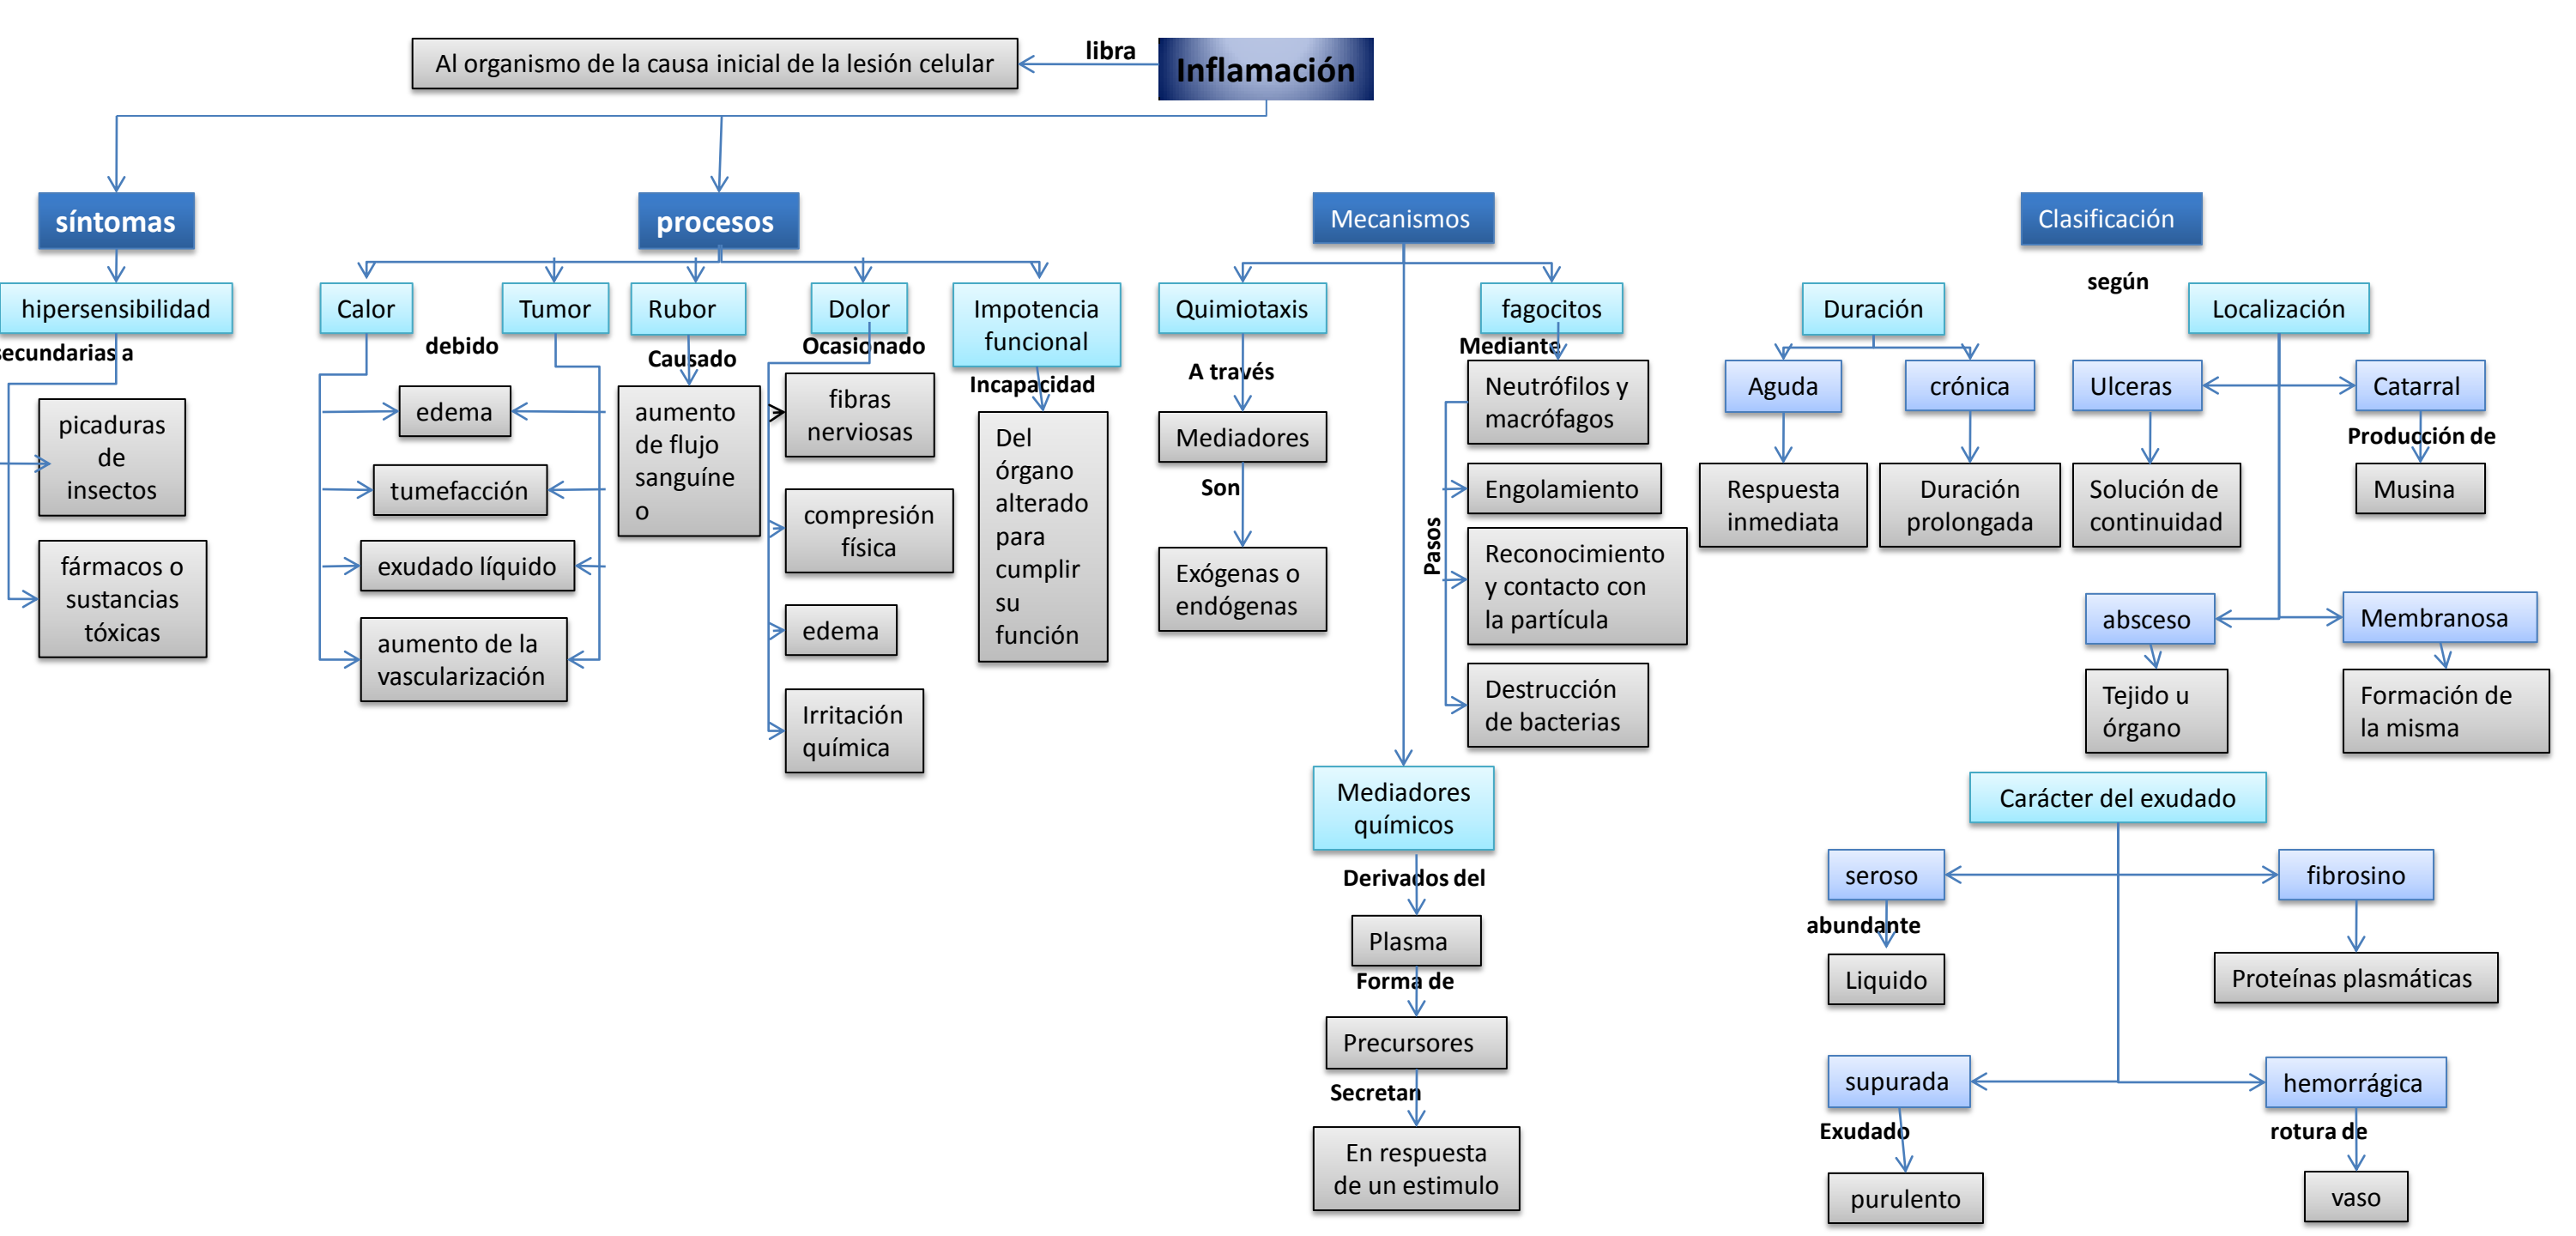 libra
Inflamación
Al organismo de la causa inicial de la lesión celular
síntomas
procesos
Mecanismos
Clasificación
según
hipersensibilidad
secundarias a
picaduras
de
insectos
fármacos o
sustancias
tóxicas
Calor
Tumor
debido
edema
tumefacción
exudado líquido
aumento de la
vascularización
Rubor
Causado
aumento
de flujo
sanguíne
o
Dolor
Ocasionado
fibras
nerviosas
compresión
física
edema
Irritación
química
Impotencia
funcional
Incapacidad
Del
órgano
alterado
para
cumplir
su
función
Quimiotaxis
A través
Mediadores
Son
Exógenas o
endógenas
fagocitos
Mediante
Neutrófilos y
macrófagos
Pasos
Engolamiento
Reconocimiento
y contacto con
la partícula
Destrucción
de bacterias
Mediadores
químicos
Derivados del
Plasma
Forma de
Precursores
Secretan
En respuesta
de un estimulo
Duración
Aguda
crónica
Respuesta
inmediata
Duración
prolongada
Localización
Ulceras
Catarral
Solución de
continuidad
Producción de
Musina
absceso
Membranosa
Tejido u
órgano
Formación de
la misma
Carácter del exudado
seroso
fibrosino
abundante
Liquido
Proteínas plasmáticas
supurada
hemorrágica
Exudado
rotura de
purulento
vaso